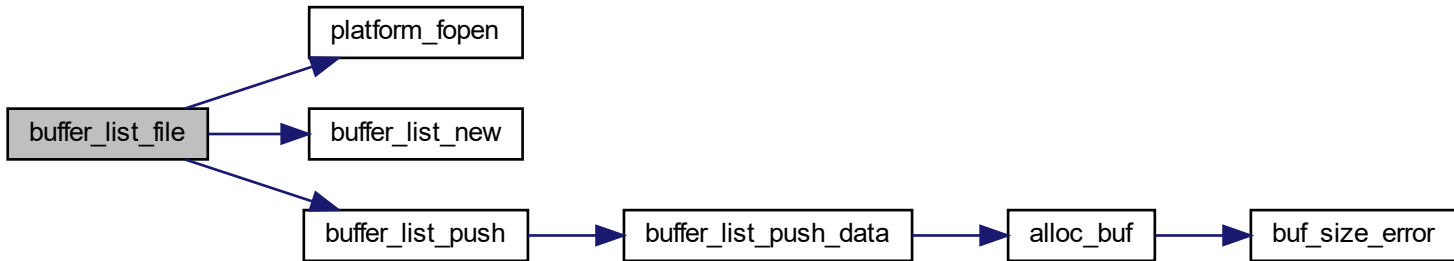 platform_fopen
buffer_list_file
buffer_list_new
buffer_list_push
buffer_list_push_data
alloc_buf
buf_size_error